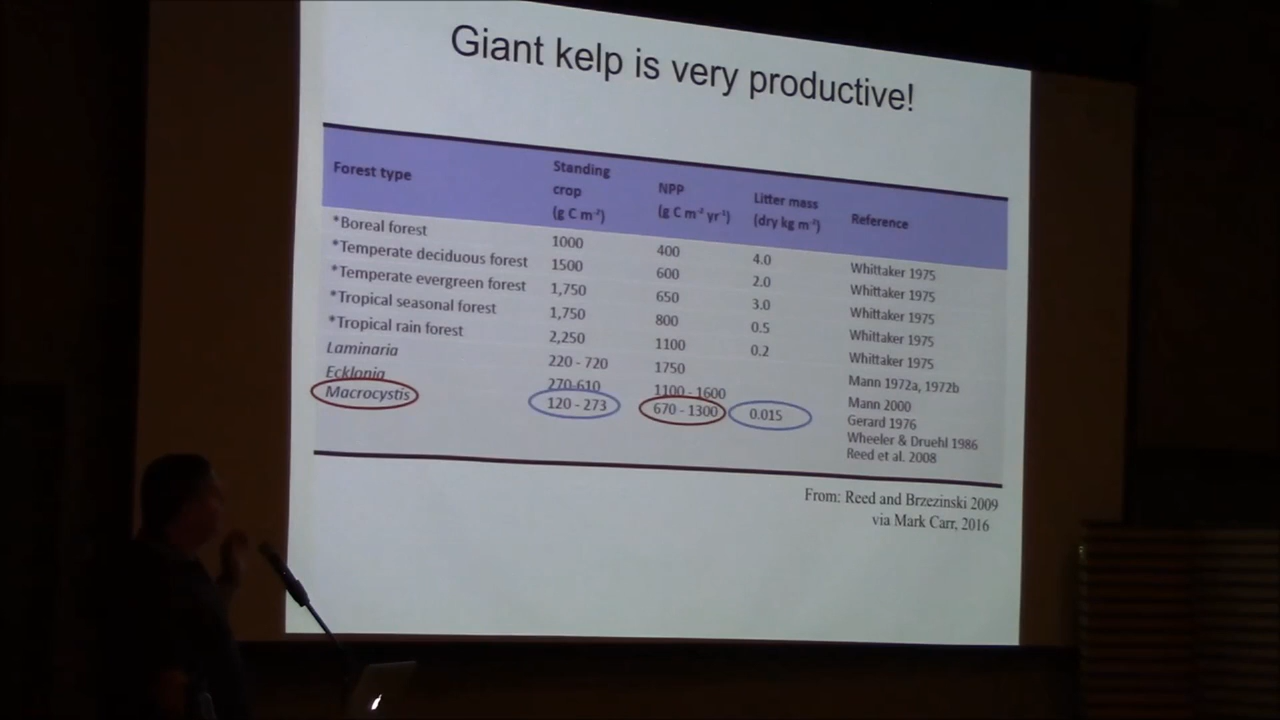 Giant kelp is very productive!
Forest type Standing crop (g C m⁻²) NPP (g C m⁻² yr⁻¹) Litter mass (dry kg m⁻²) Reference
*Boreal forest 1000 400 4.0 Whittaker 1975
*Temperate deciduous forest 1500 600 2.0 Whittaker 1975
*Temperate evergreen forest 1,750 650 3.0 Whittaker 1975
*Tropical seasonal forest 1,750 800 0.5 Whittaker 1975
*Tropical rain forest 2,250 1100 0.2 Whittaker 1975
Laminaria 220 - 720 1750 Mann 1972a, 1972b
Ecklonia 270-610 1100 - 1600 Mann 2000
Macrocystis 120 - 273 670 - 1300 0.015 Gerard 1976
Wheeler & Druehl 1986
Reed et al. 2008
From: Reed and Brzezinski 2009
via Mark Carr, 2016